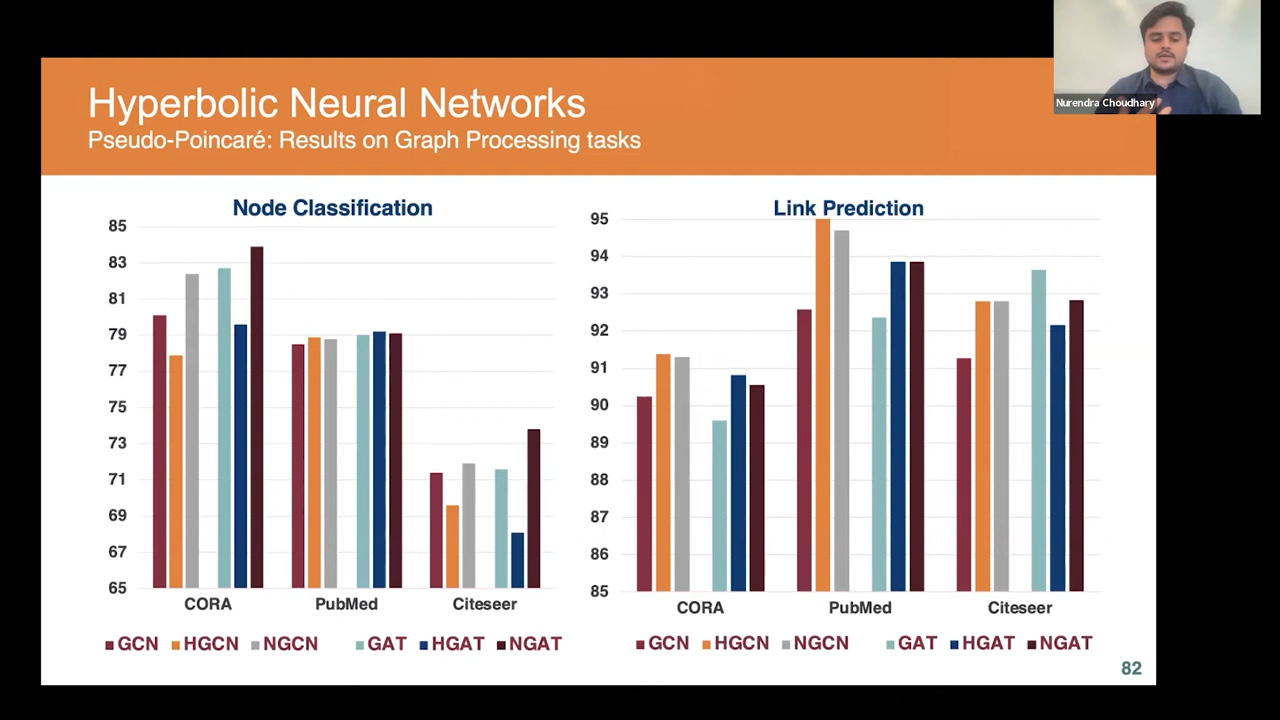 Hyperbolic Neural Networks
Pseudo-Poincaré: Results on Graph Processing tasks
Nurendra Choudhary
Node Classification
85
83
81
79
77
75
73
71
69
67
65
CORA PubMed Citeseer
GCN HGCN NGCN GAT HGAT NGAT
Link Prediction
95
94
93
92
91
90
89
88
87
86
85
CORA PubMed Citeseer
GCN HGCN NGCN GAT HGAT NGAT
82